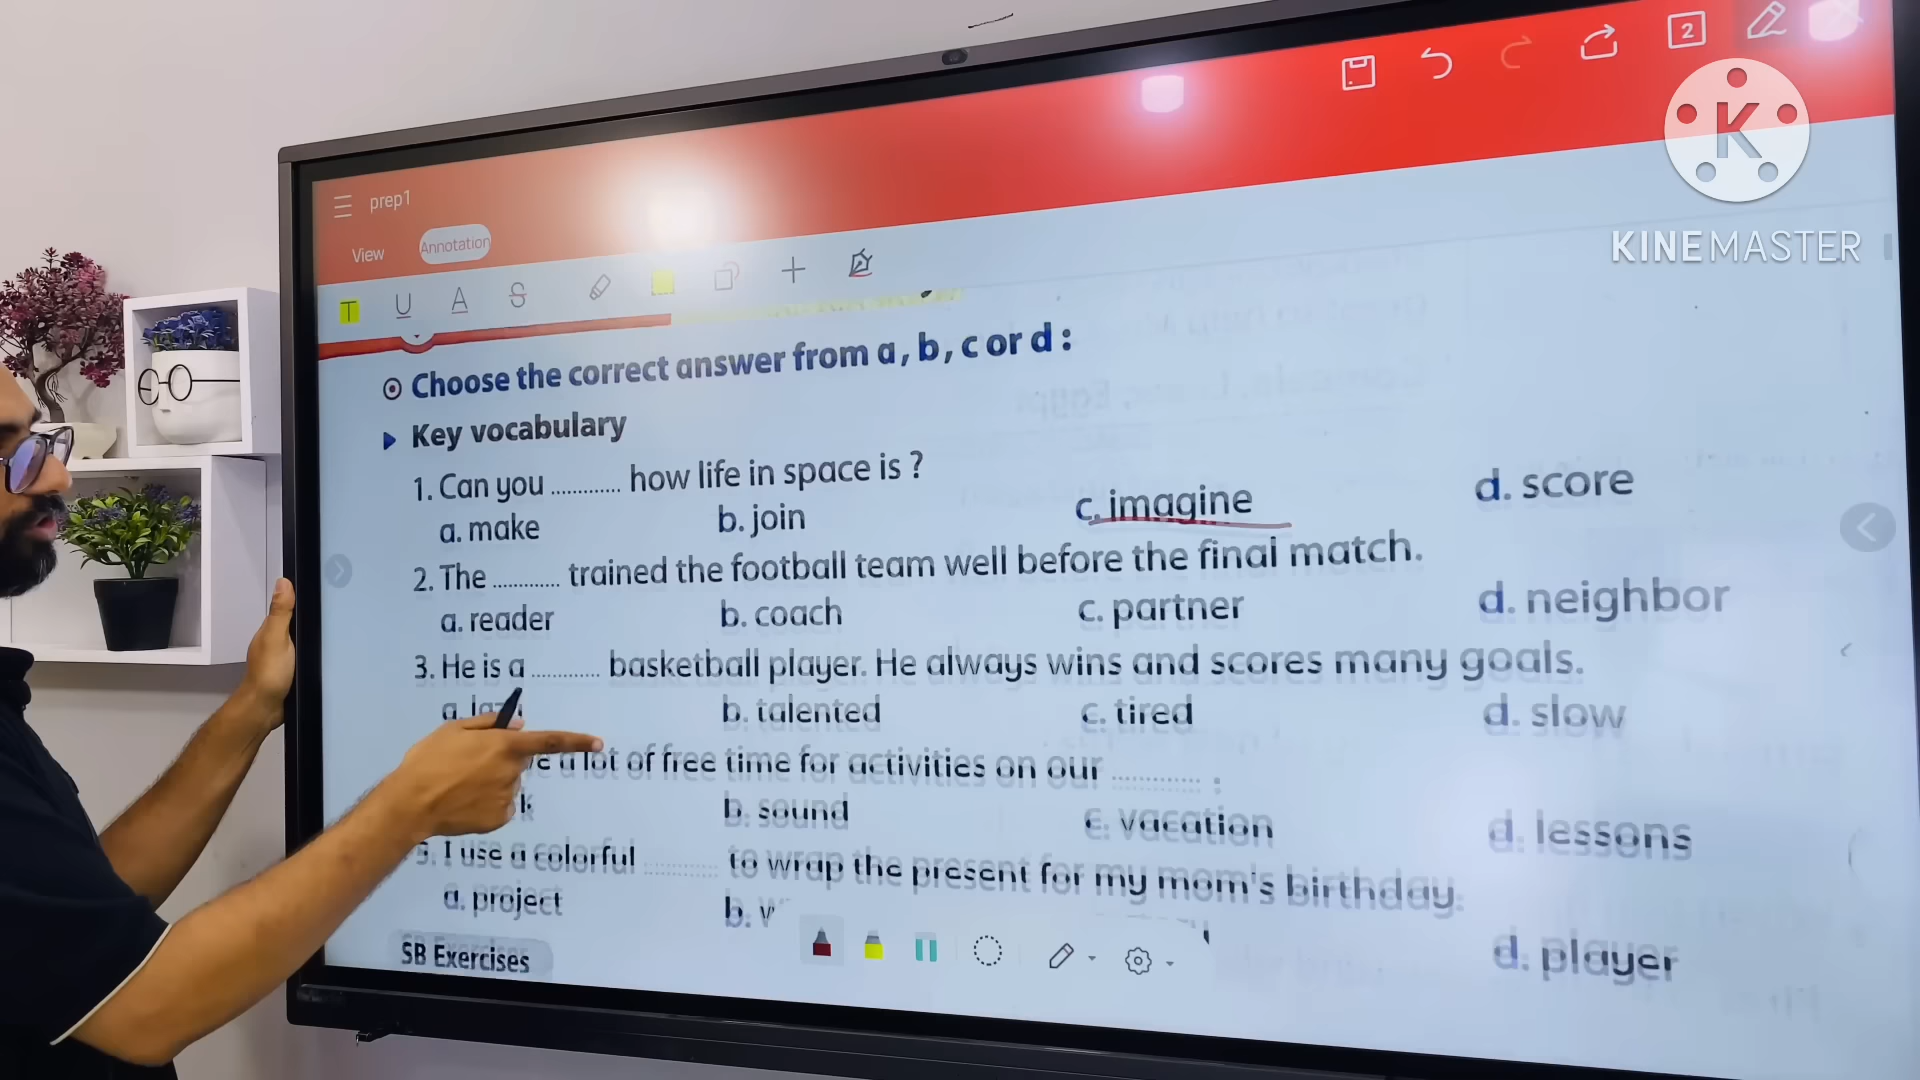 2
K
KINEMASTER
prep1
View
Annotation
T U A S
Choose the correct answer from a, b, c or d :
Key vocabulary
1. Can you ............ how life in space is ?
a. make b. join c. imagine d. score
2. The ............ trained the football team well before the final match.
a. reader b. coach c. partner d. neighbor
3. He is a ............ basketball player. He always wins and scores many goals.
a. b. talented c. tired d. slow
a lot of free time for activities on our ............ .
b. sound c. vacation d. lessons
5. I use a colorful ............ to wrap the present for my mom's birthday.
a. project b. d. player
SB Exercises